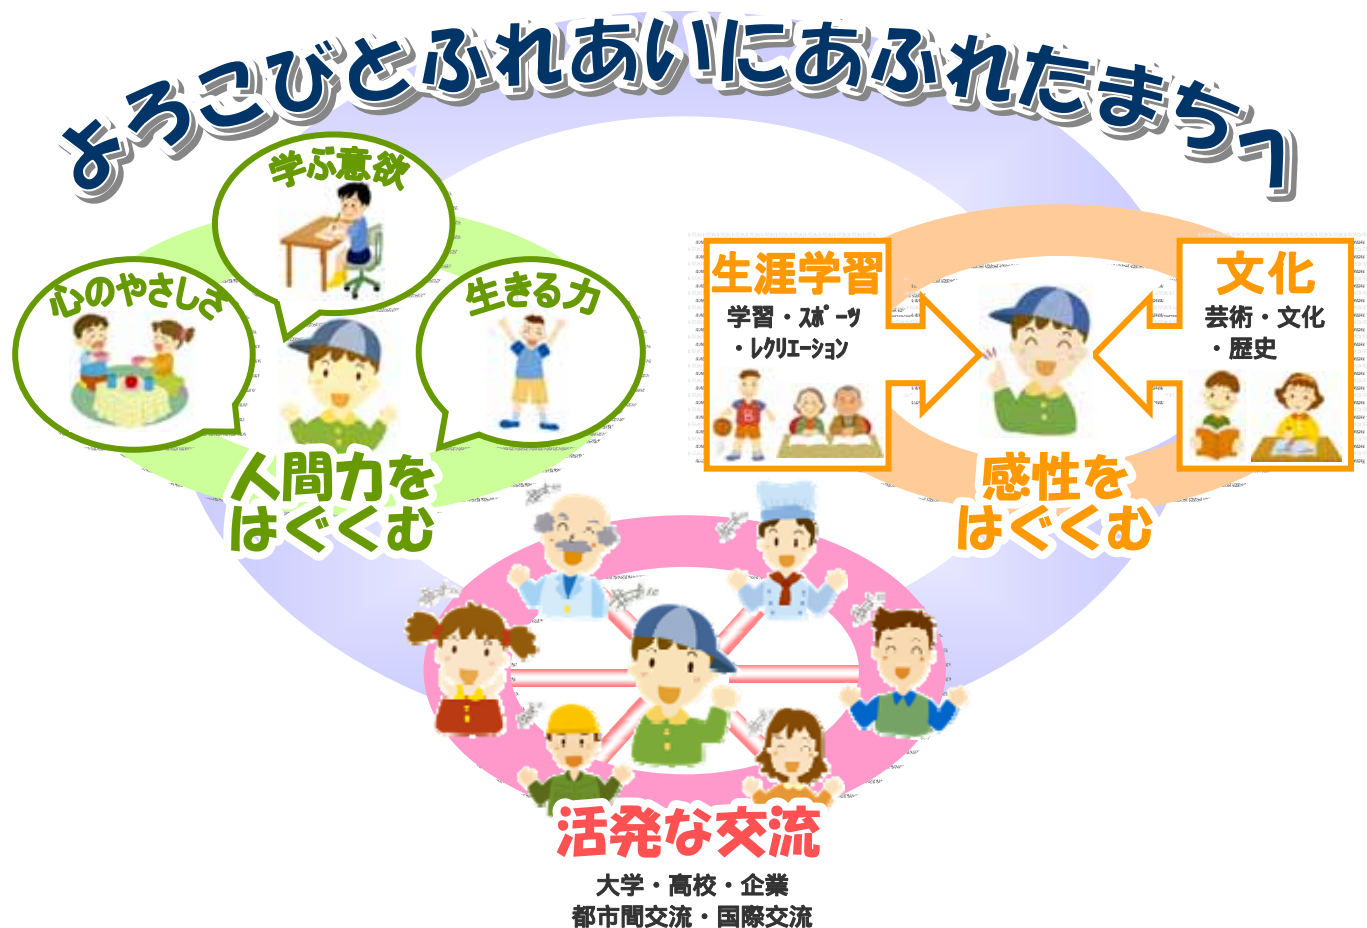 よろこびとふれあいにあふれたまちへ
学ぶ意欲
心のやさしさ
生きる力
人間力を
はぐくむ
生涯学習
学習・ｽﾎﾟｰﾂ
・ﾚｸﾘｴｰｼｮﾝ
文化
芸術・文化
・歴史
感性を
はぐくむ
活発な交流
大学・高校・企業
都市間交流・国際交流